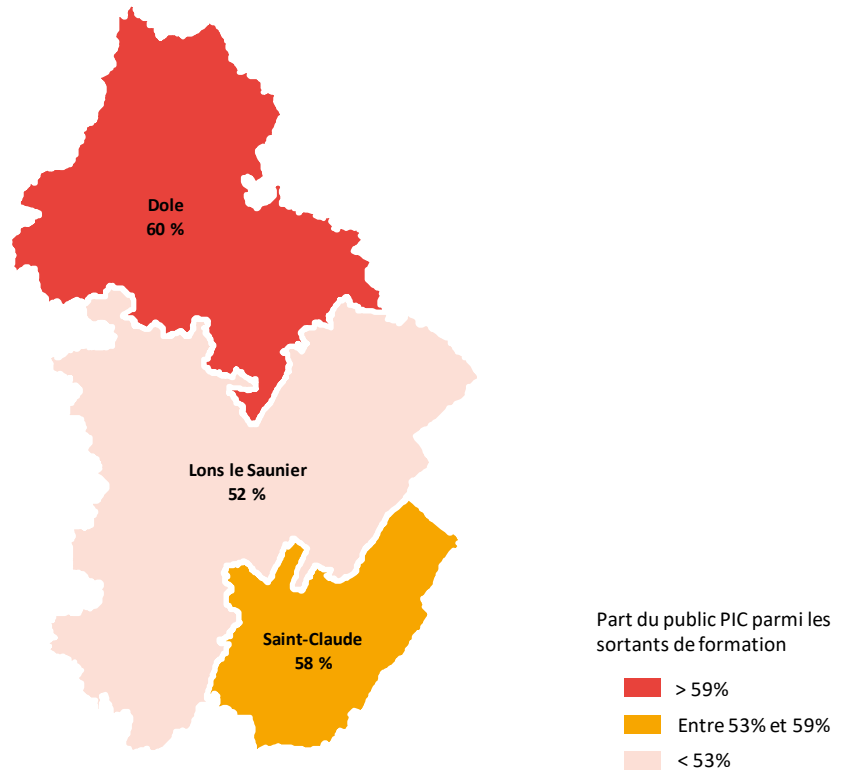 Dole
60 %
Lons le Saunier
52 %
Saint-Claude
58 %
Part du public PIC parmi les
sortants de formation
> 59%
Entre 53% et 59%
< 53%